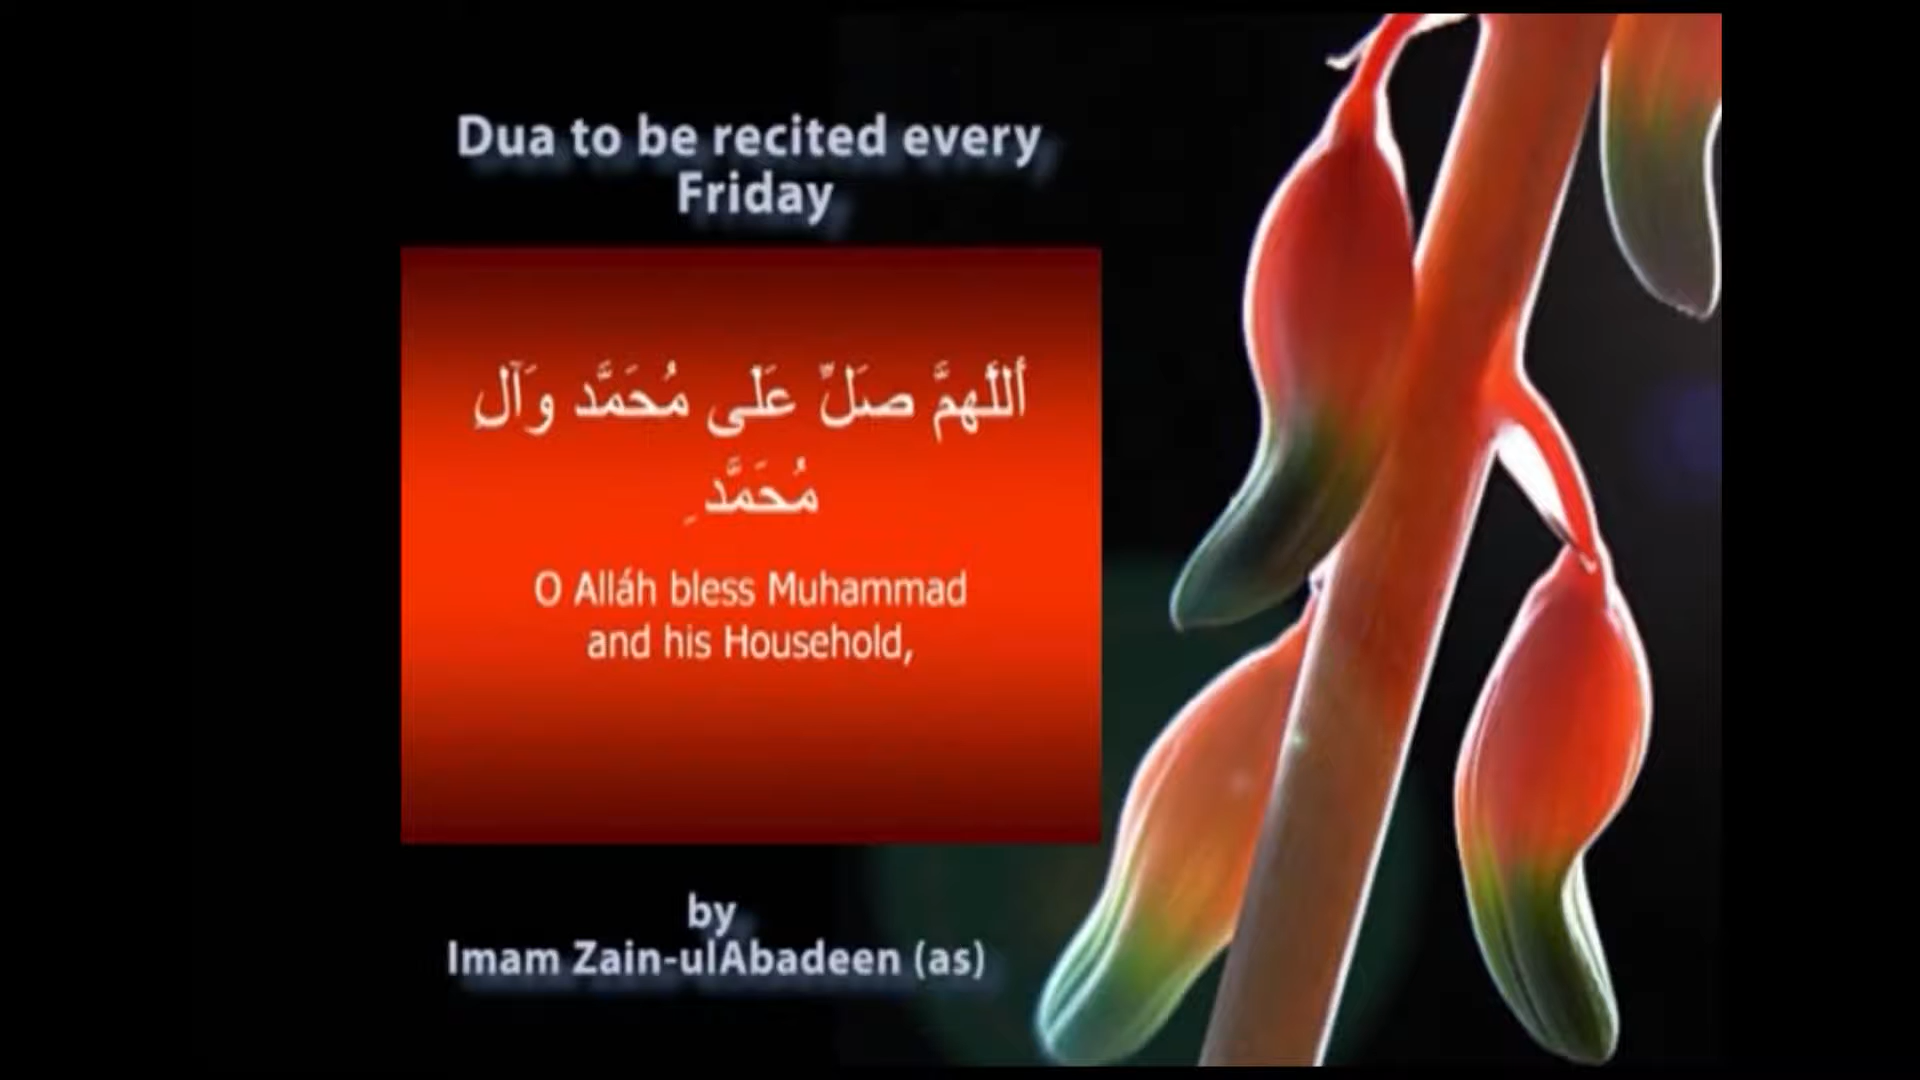 Dua to be recited every
Friday
أَللَّهمَّ صَلِّ عَلَى مُحَمَّد وَآلِ
مُحَمَّد ِ
O Alláh bless Muhammad
and his Household,
by
Imam Zain-ulAbadeen (as)